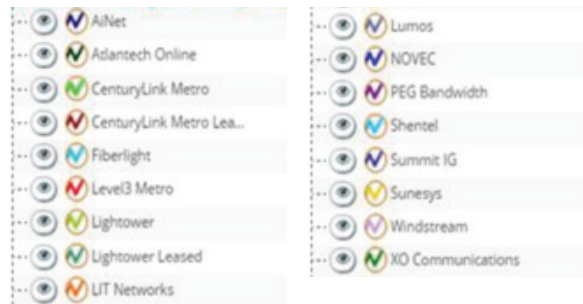 AiNet
Atlantech Online
CenturyLink Metro
CenturyLink Metro Lea...
Fiberlight
Level3 Metro
Lightower
Lightower Leased
LIT Networks
Lumos
NOVEC
PEG Bandwidth
Shentel
Summit IG
Sunesys
Windstream
XO Communications